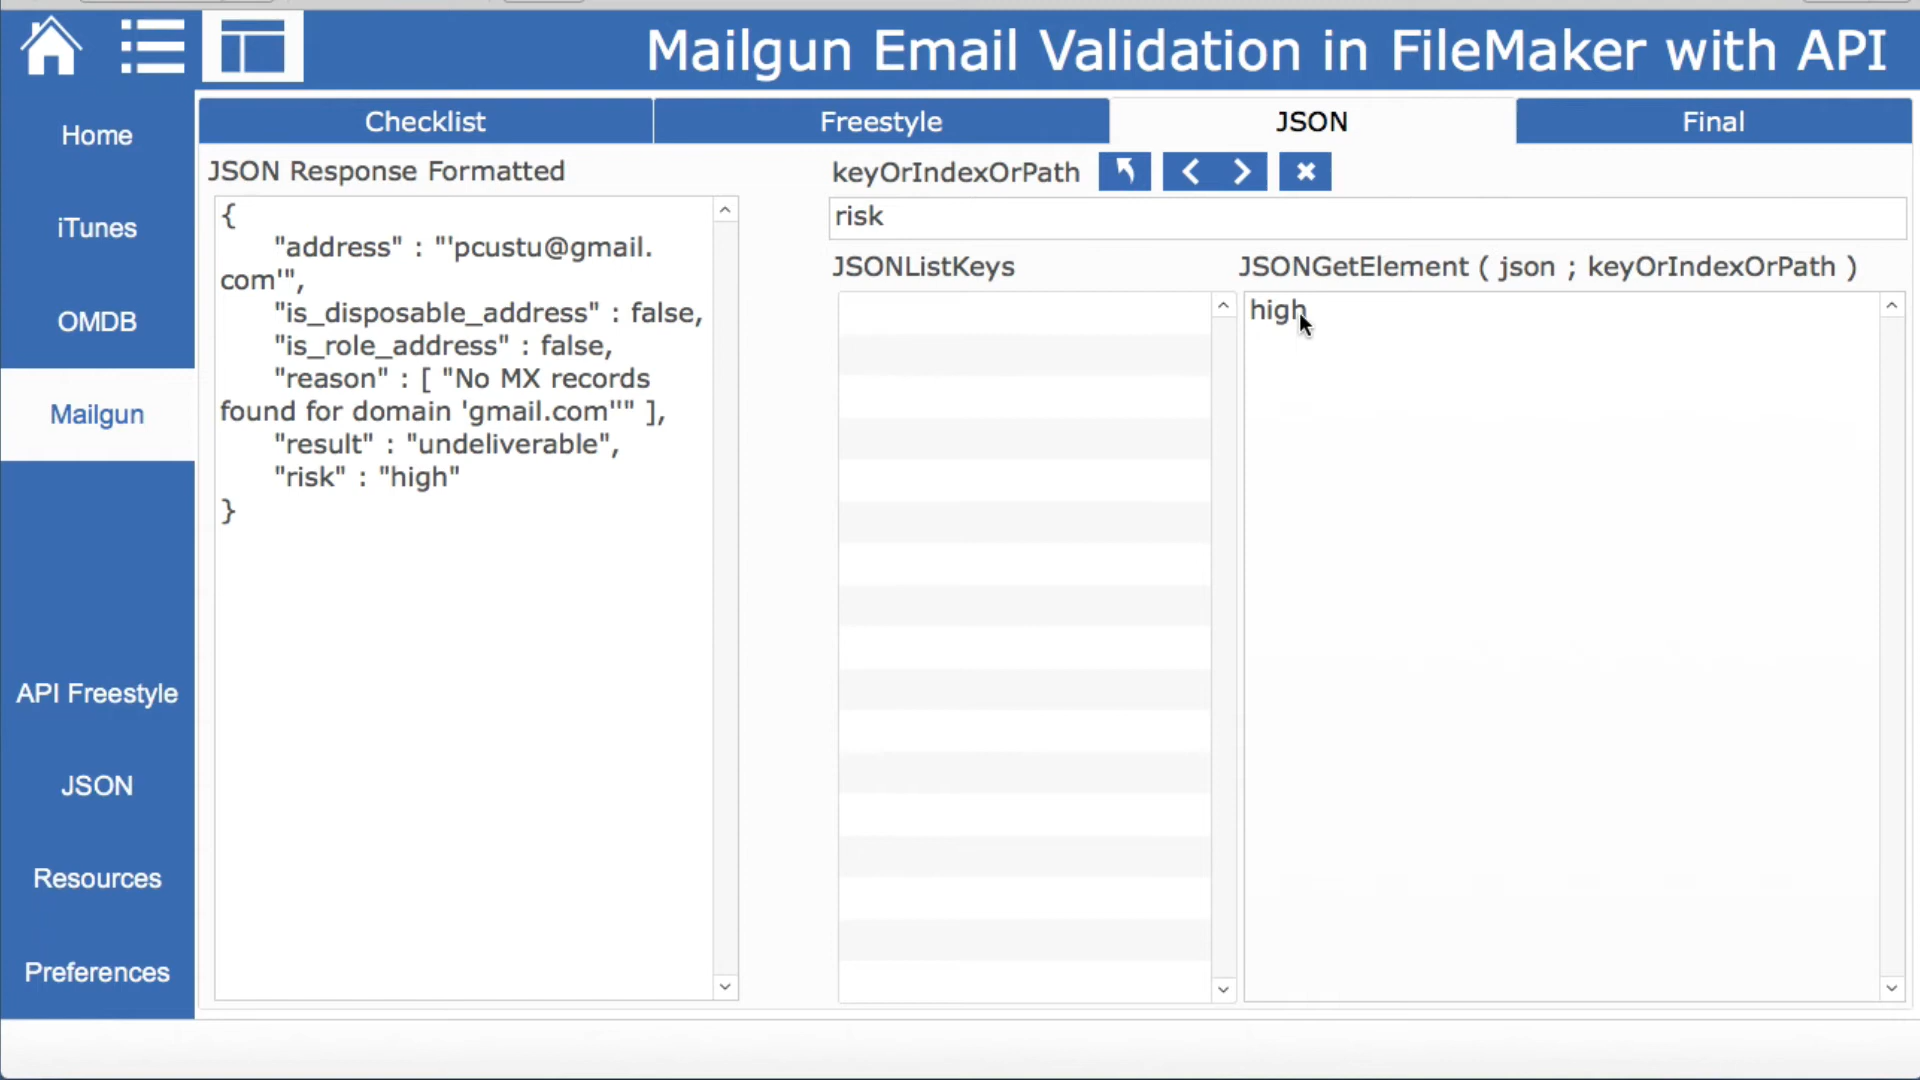 Mailgun Email Validation in FileMaker with API
Home
iTunes
OMDB
Mailgun
API Freestyle
JSON
Resources
Preferences
Checklist
Freestyle
JSON
Final
JSON Response Formatted
{
"address" : "'pcustu@gmail.
com'",
"is_disposable_address" : false,
"is_role_address" : false,
"reason" : [ "No MX records
found for domain 'gmail.com''" ],
"result" : "undeliverable",
"risk" : "high"
}
keyOrIndexOrPath
risk
JSONListKeys
JSONGetElement ( json ; keyOrIndexOrPath )
high